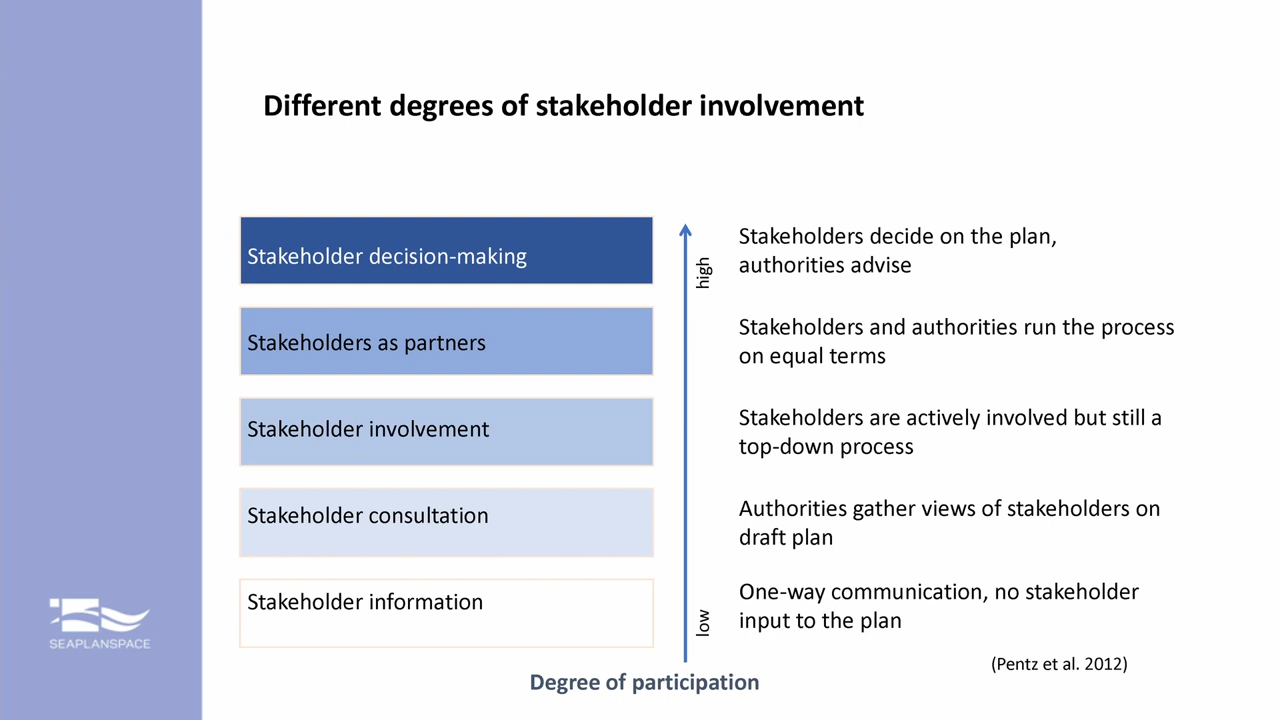 Different degrees of stakeholder involvement
Stakeholder decision-making
high
Stakeholders decide on the plan,
authorities advise
Stakeholders as partners
Stakeholders and authorities run the process
on equal terms
Stakeholder involvement
Stakeholders are actively involved but still a
top-down process
Stakeholder consultation
Authorities gather views of stakeholders on
draft plan
Stakeholder information
low
One-way communication, no stakeholder
input to the plan
(Pentz et al. 2012)
Degree of participation
SEAPLANSPACE